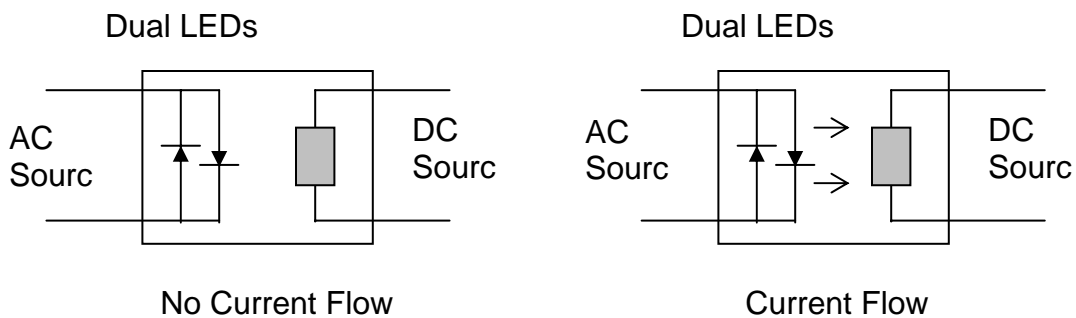 Dual LEDs
AC
Sourc
DC
Sourc
No Current Flow
Dual LEDs
AC
Sourc
DC
Sourc
Current Flow